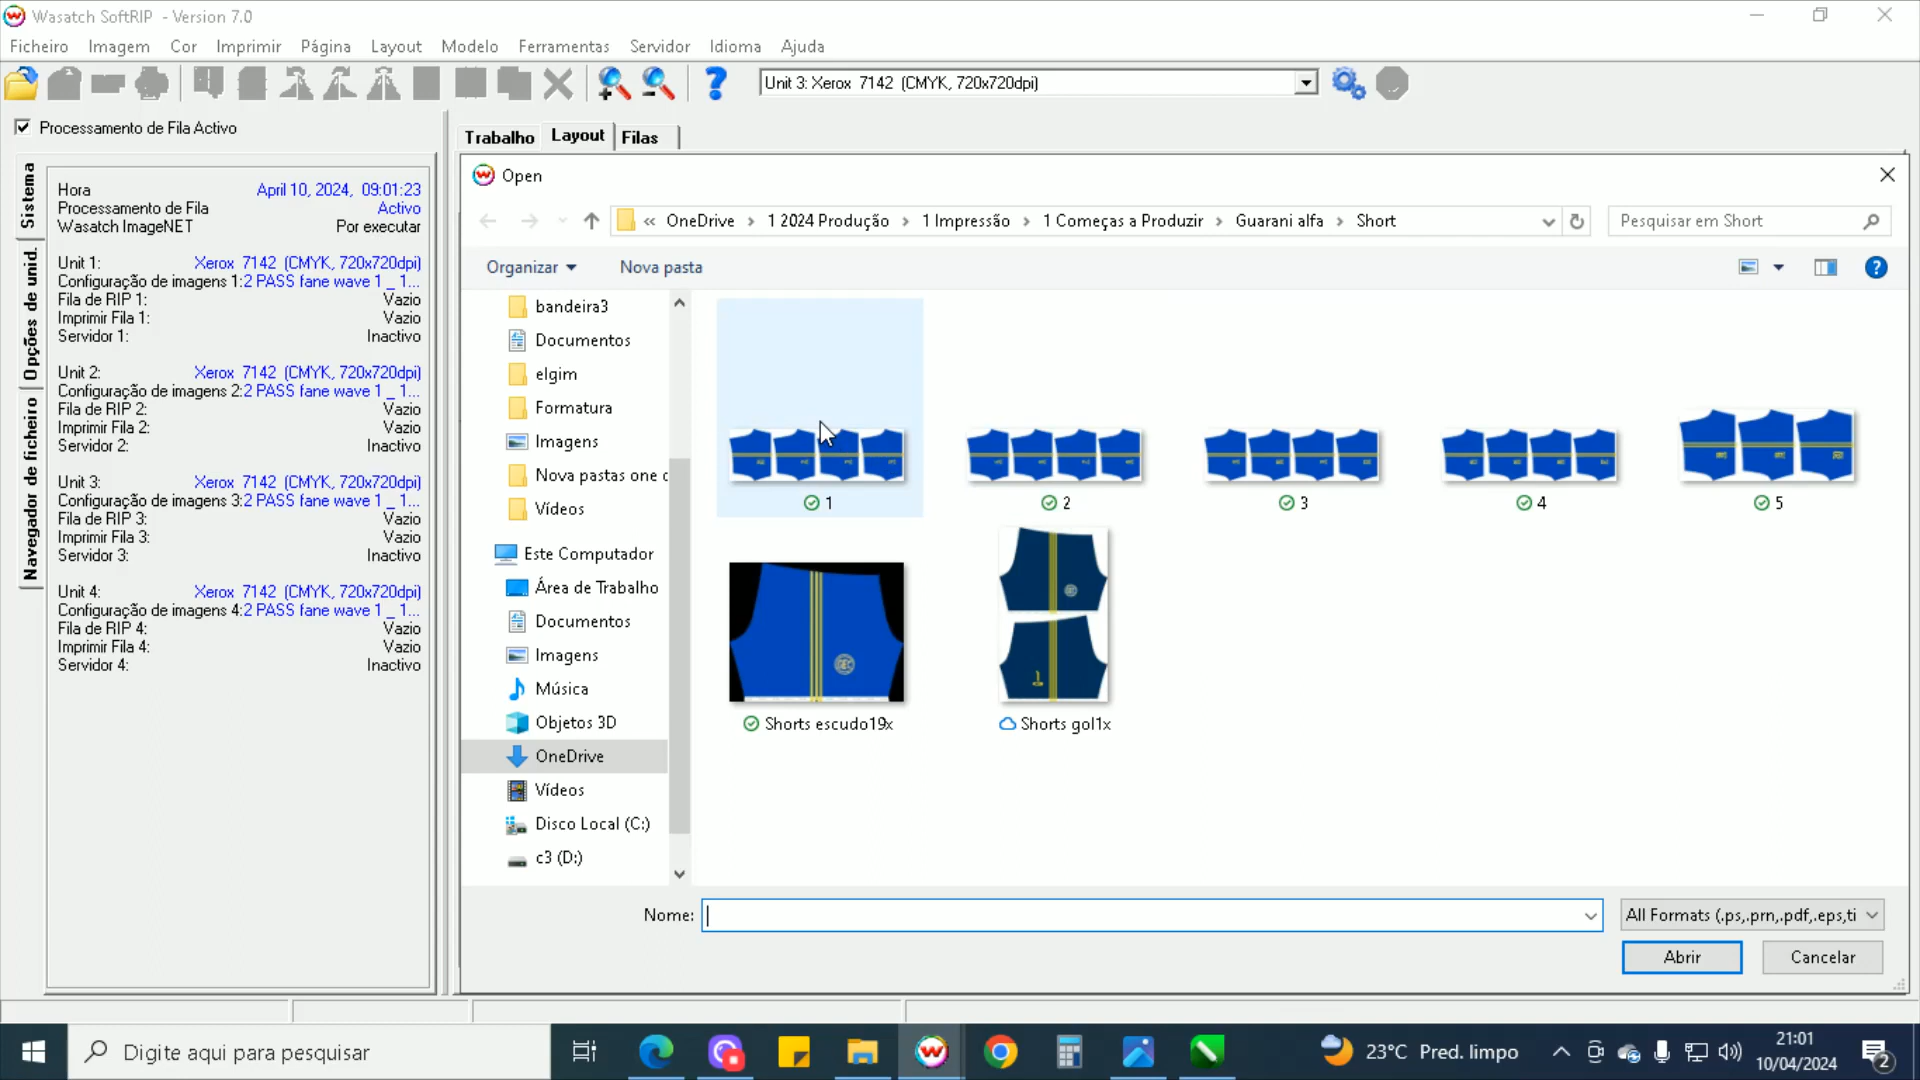 Wasatch SoftRIP - Version 7.0
Ficheiro Imagem Cor Imprimir Página Layout Modelo Ferramentas Servidor Idioma Ajuda
Unit 3: Xerox 7142 (CMYK, 720x720dpi)
Processamento de Fila Activo
Trabalho Layout Filas
Sistema
Opções de unid.
Navegador de ficheiro
Hora April 10, 2024, 09:01:23
Processamento de Fila Activo
Wasatch ImageNET Por executar
Unit 1: Xerox 7142 (CMYK, 720x720dpi)
Configuração de imagens 1:2 PASS fane wave 1 _ 1...
Fila de RIP 1: Vazio
Imprimir Fila 1: Vazio
Servidor 1: Inactivo
Unit 2: Xerox 7142 (CMYK, 720x720dpi)
Configuração de imagens 2:2 PASS fane wave 1 _ 1...
Fila de RIP 2: Vazio
Imprimir Fila 2: Vazio
Servidor 2: Inactivo
Unit 3: Xerox 7142 (CMYK, 720x720dpi)
Configuração de imagens 3:2 PASS fane wave 1 _ 1...
Fila de RIP 3: Vazio
Imprimir Fila 3: Vazio
Servidor 3: Inactivo
Unit 4: Xerox 7142 (CMYK, 720x720dpi)
Configuração de imagens 4:2 PASS fane wave 1 _ 1...
Fila de RIP 4: Vazio
Imprimir Fila 4: Vazio
Servidor 4: Inactivo
Open
« OneDrive › 1 2024 Produção › 1 Impressão › 1 Começas a Produzir › Guarani alfa › Short
Pesquisar em Short
Organizar Nova pasta
bandeira3
Documentos
elgim
Formatura
Imagens
Nova pastas one c
Vídeos
Este Computador
Área de Trabalho
Documentos
Imagens
Música
Objetos 3D
OneDrive
Vídeos
Disco Local (C:)
c3 (D:)
1 2 3 4 5
Shorts escudo19x Shorts gol1x
Nome:
All Formats (.ps,.prn,.pdf,.eps,ti
Abrir Cancelar
Digite aqui para pesquisar
23°C Pred. limpo
21:01
10/04/2024
2